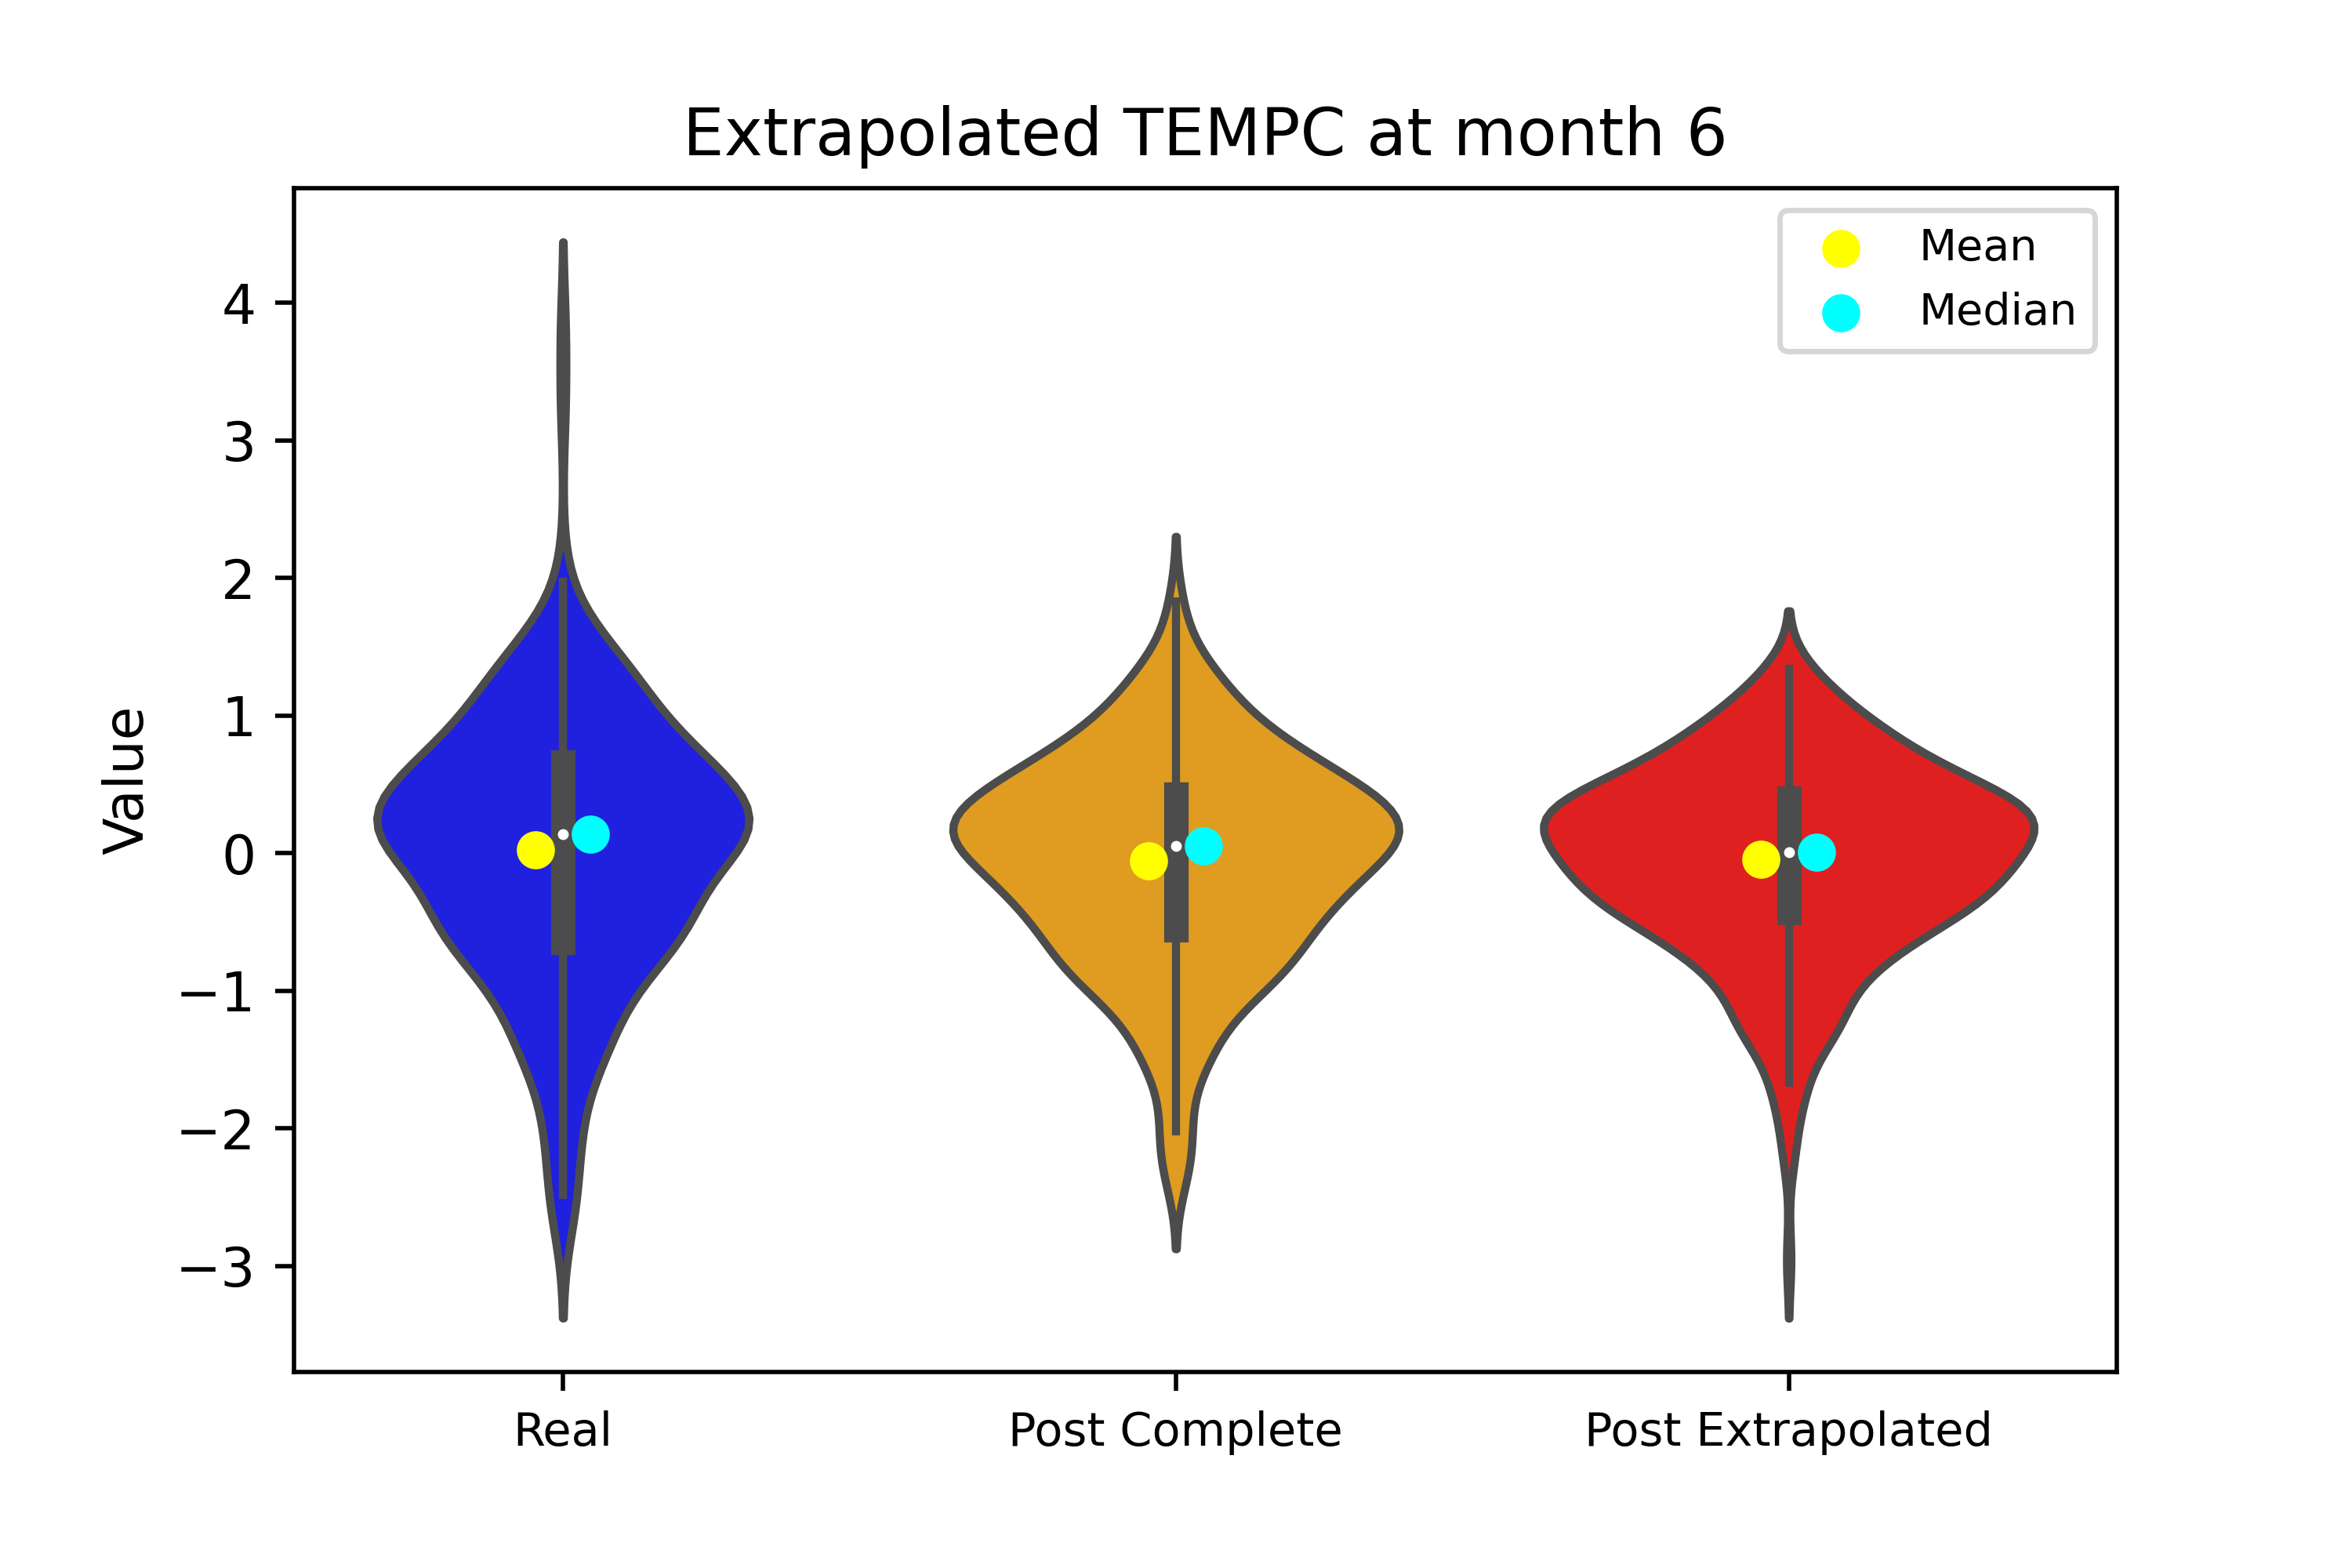 Extrapolated TEMPC at month 6
Mean
Median
Value
4
3
2
1
0
−1
−2
−3
Real
Post Complete
Post Extrapolated